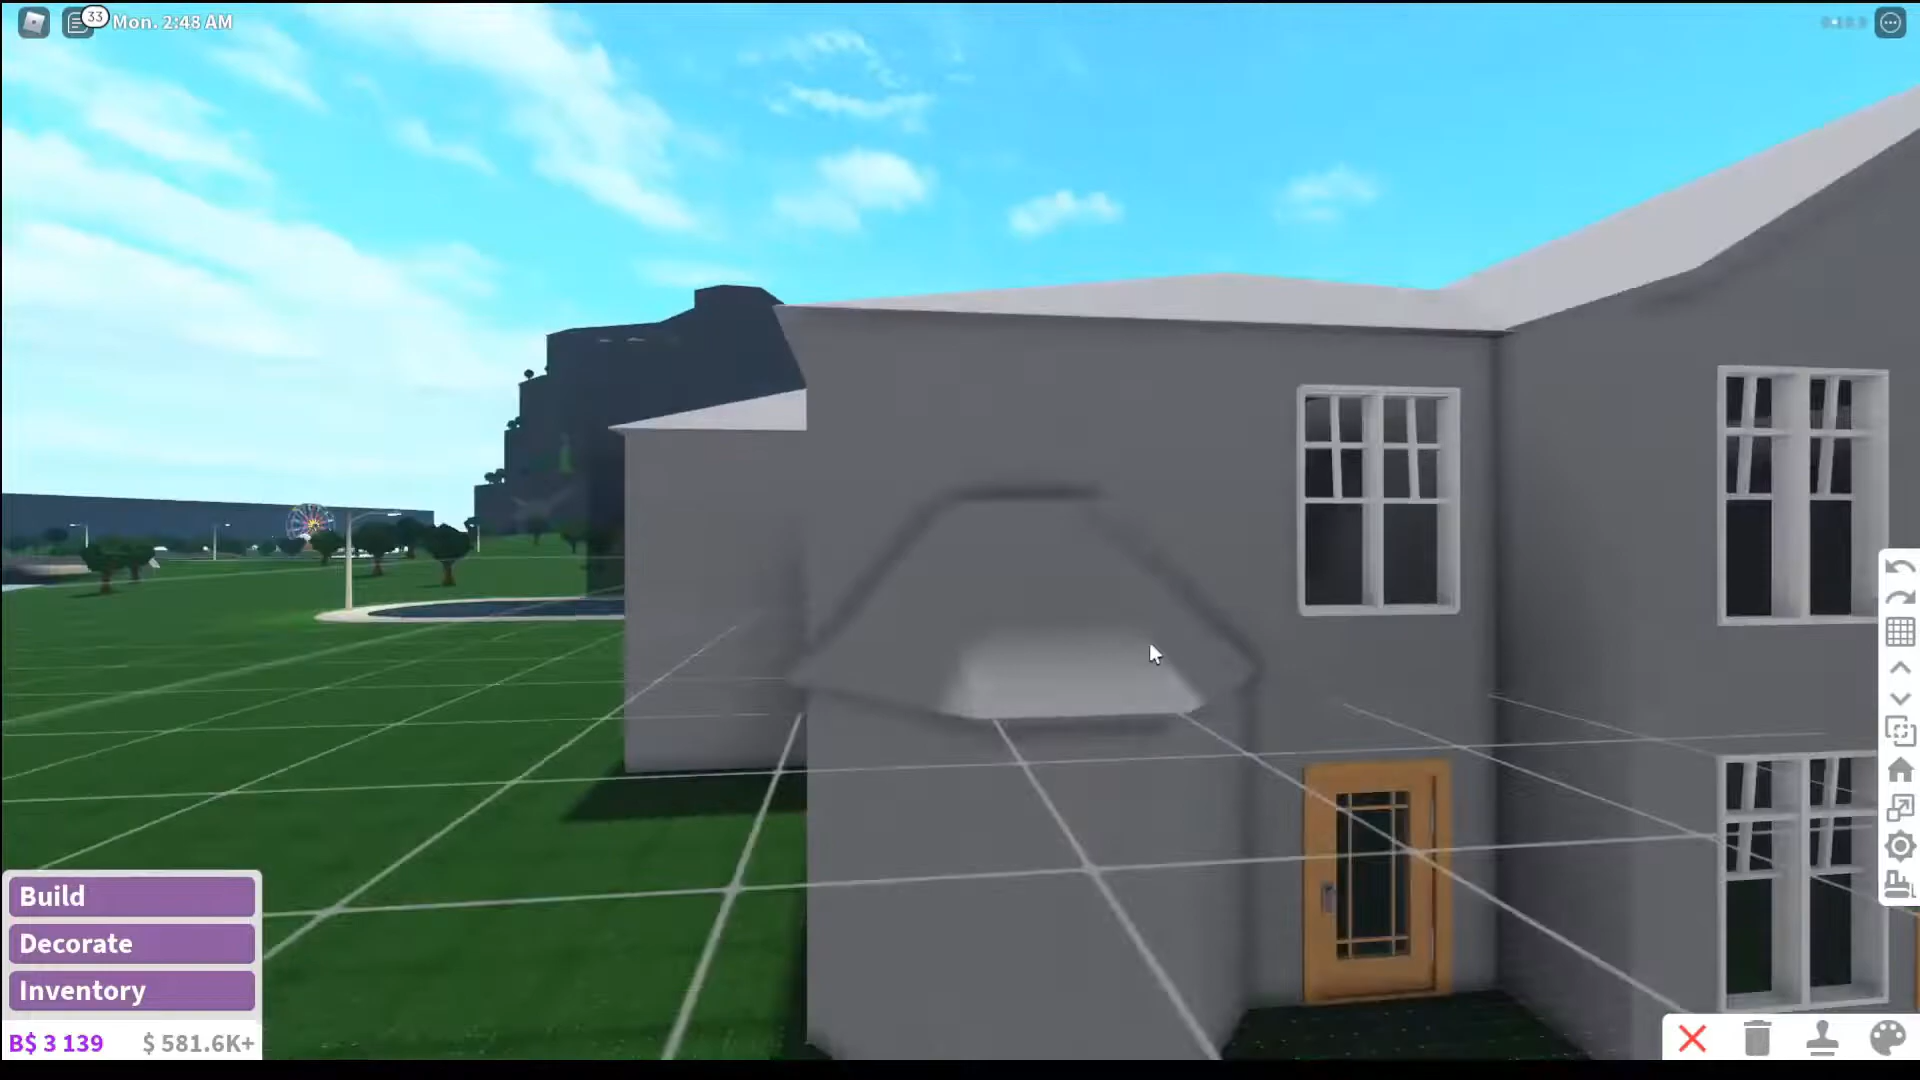 33
Mon. 2:48 AM
Build
Decorate
Inventory
B$ 3 139
$ 581.6K+